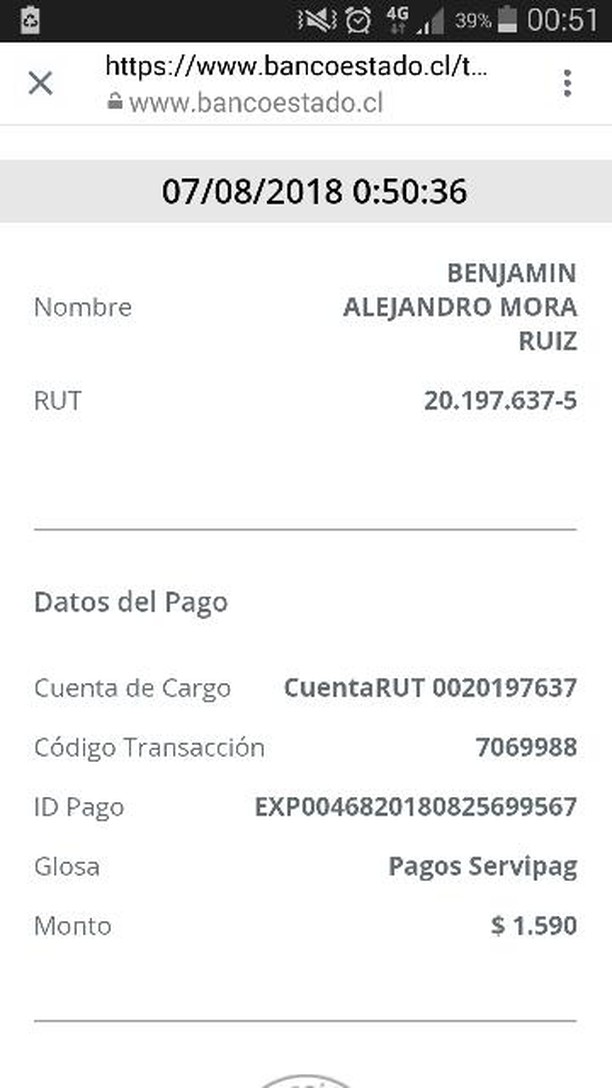 4G 39% 00:51
https://www.bancoestado.cl/t...
www.bancoestado.cl
07/08/2018 0:50:36
Nombre BENJAMIN
ALEJANDRO MORA
RUIZ
RUT 20.197.637-5
Datos del Pago
Cuenta de Cargo CuentaRUT 0020197637
Código Transacción 7069988
ID Pago EXP0046820180825699567
Glosa Pagos Servipag
Monto $ 1.590